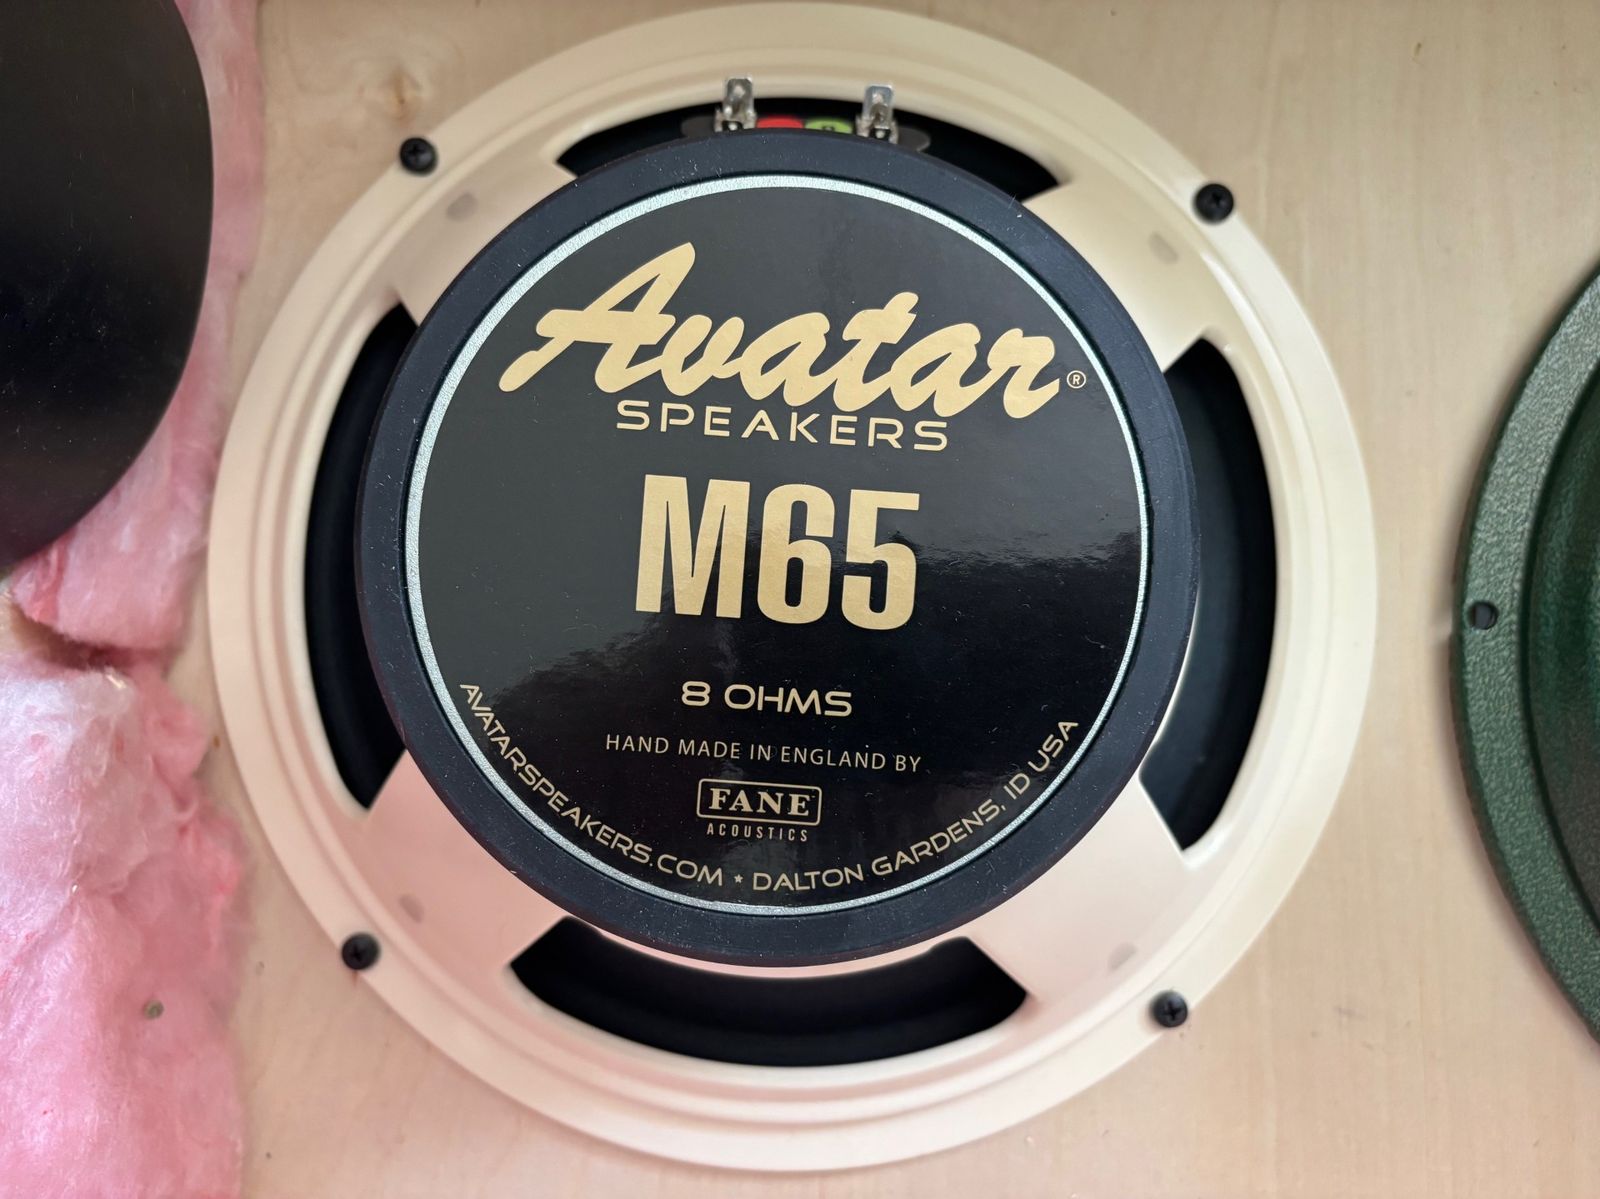 Avatar®
SPEAKERS
M65
8 OHMS
HAND MADE IN ENGLAND BY
FANE
ACOUSTICS
AVATARSPEAKERS.COM ★ DALTON GARDENS, ID USA